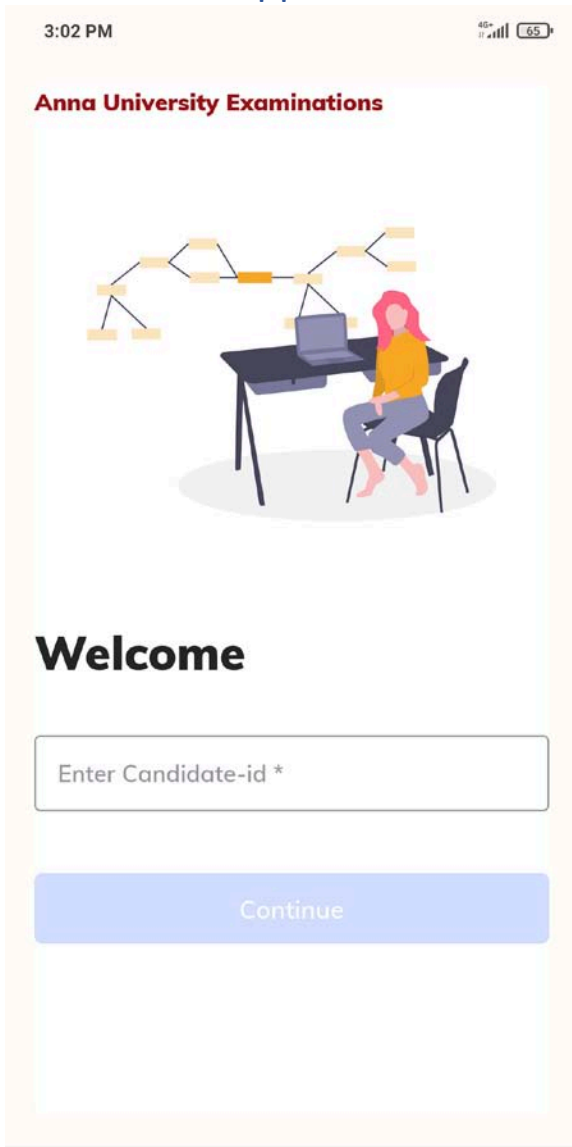 3:02 PM
4G+
65
Anna University Examinations
Welcome
Enter Candidate-id *
Continue